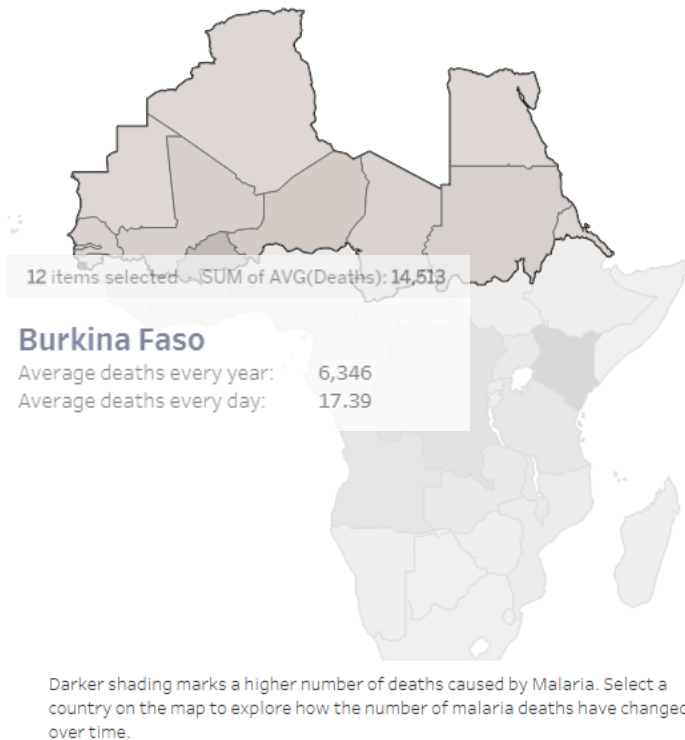 12 items selected SUM of AVG(Deaths): 14,513
Burkina Faso
Average deaths every year: 6,346
Average deaths every day: 17.39
Darker shading marks a higher number of deaths caused by Malaria. Select a
country on the map to explore how the number of malaria deaths have changed
over time.